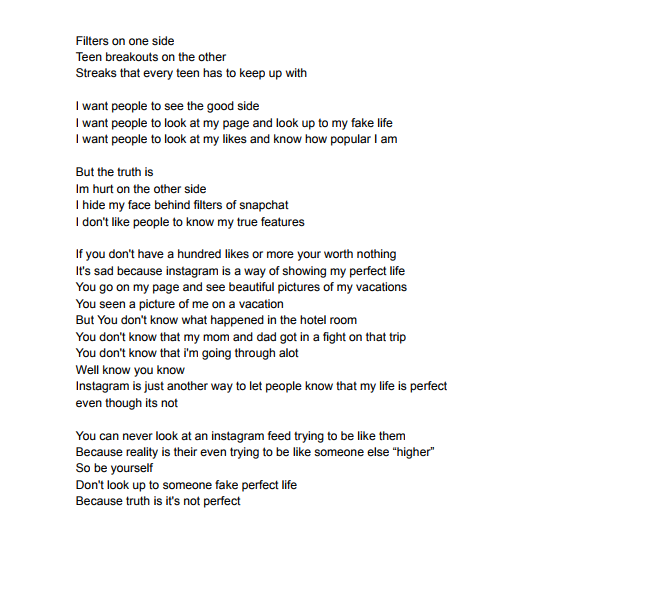 Filters on one side
Teen breakouts on the other
Streaks that every teen has to keep up with

I want people to see the good side
I want people to look at my page and look up to my fake life
I want people to look at my likes and know how popular I am

But the truth is
Im hurt on the other side
I hide my face behind filters of snapchat
I don't like people to know my true features

If you don't have a hundred likes or more your worth nothing
It's sad because instagram is a way of showing my perfect life
You go on my page and see beautiful pictures of my vacations
You seen a picture of me on a vacation
But You don't know what happened in the hotel room
You don't know that my mom and dad got in a fight on that trip
You don't know that i'm going through alot
Well know you know
Instagram is just another way to let people know that my life is perfect
even though its not

You can never look at an instagram feed trying to be like them
Because reality is their even trying to be like someone else “higher”
So be yourself
Don't look up to someone fake perfect life
Because truth is it's not perfect